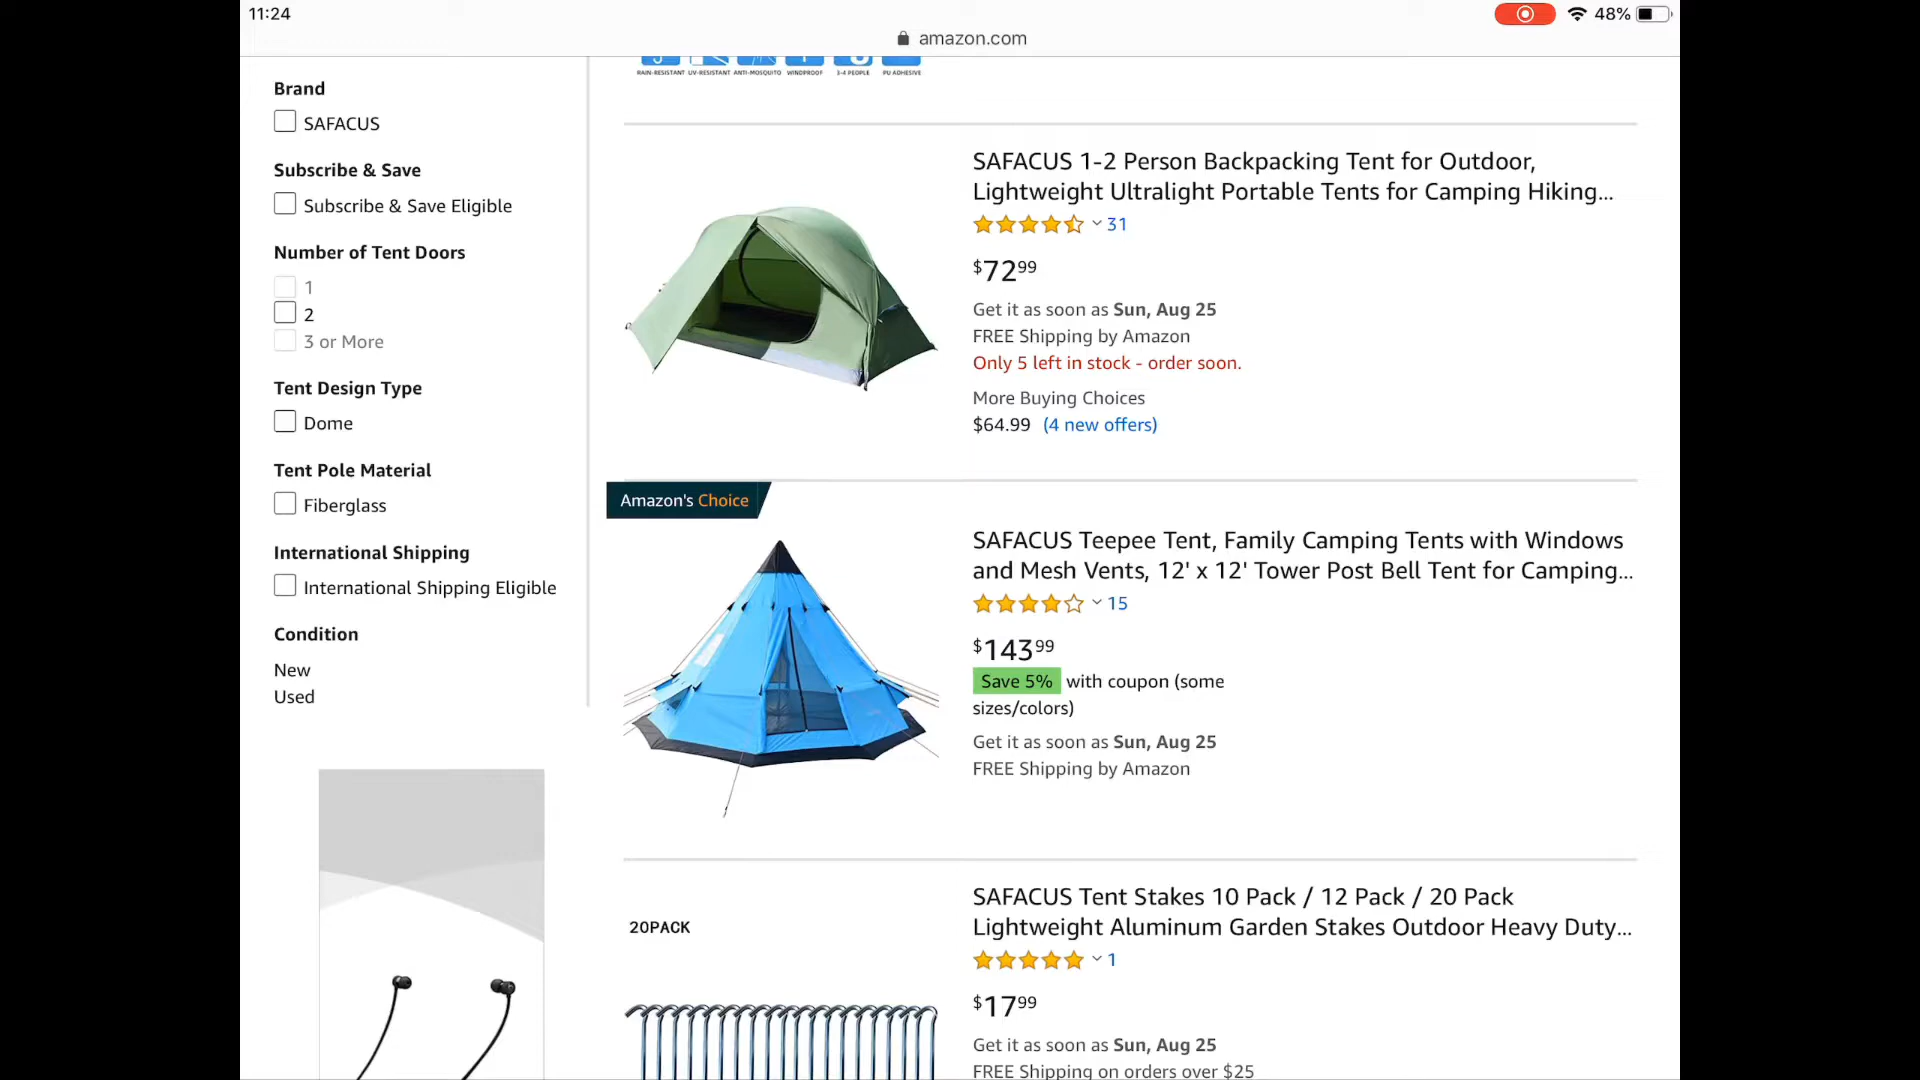 11:24
48%
amazon.com
RAIN-RESISTANT UV-RESISTANT ANTI-MOSQUITO WINDPROOF 3-4 PEOPLE PU ADHESIVE
Brand
SAFACUS
Subscribe & Save
Subscribe & Save Eligible
Number of Tent Doors
1
2
3 or More
Tent Design Type
Dome
Tent Pole Material
Fiberglass
International Shipping
International Shipping Eligible
Condition
New
Used
SAFACUS 1-2 Person Backpacking Tent for Outdoor,
Lightweight Ultralight Portable Tents for Camping Hiking...
31
$7299
Get it as soon as Sun, Aug 25
FREE Shipping by Amazon
Only 5 left in stock - order soon.
More Buying Choices
$64.99 (4 new offers)
Amazon's Choice
SAFACUS Teepee Tent, Family Camping Tents with Windows
and Mesh Vents, 12' x 12' Tower Post Bell Tent for Camping...
15
$14399
Save 5% with coupon (some
sizes/colors)
Get it as soon as Sun, Aug 25
FREE Shipping by Amazon
20PACK
SAFACUS Tent Stakes 10 Pack / 12 Pack / 20 Pack
Lightweight Aluminum Garden Stakes Outdoor Heavy Duty...
1
$1799
Get it as soon as Sun, Aug 25
FREE Shipping on orders over $25